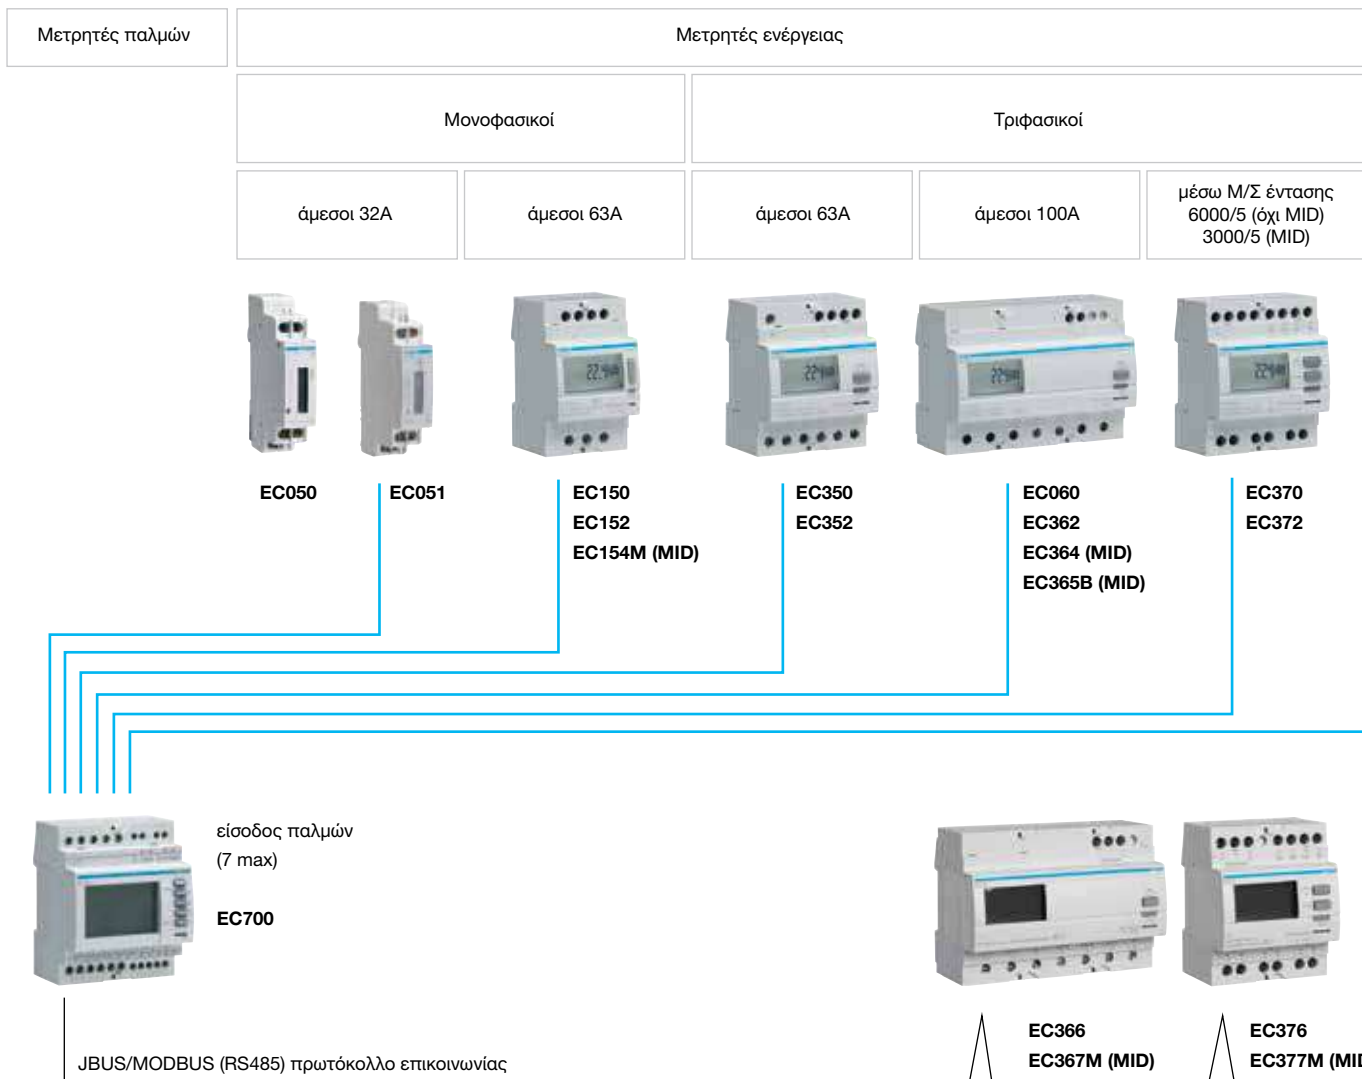 Μετρητές παλμών
Μετρητές ενέργειας
Μονοφασικοί
Τριφασικοί
άμεσοι 32A
άμεσοι 63A
άμεσοι 63A
άμεσοι 100A
μέσω Μ/Σ έντασης
6000/5 (όχι MID)
3000/5 (MID)
EC050
EC051
EC150
EC152
EC154M (MID)
EC350
EC352
EC060
EC362
EC364 (MID)
EC365B (MID)
EC370
EC372
είσοδος παλμών
(7 max)
EC700
EC366
EC367M (MID)
EC376
EC377M (MID
JBUS/MODBUS (RS485) πρωτόκολλο επικοινωνίας